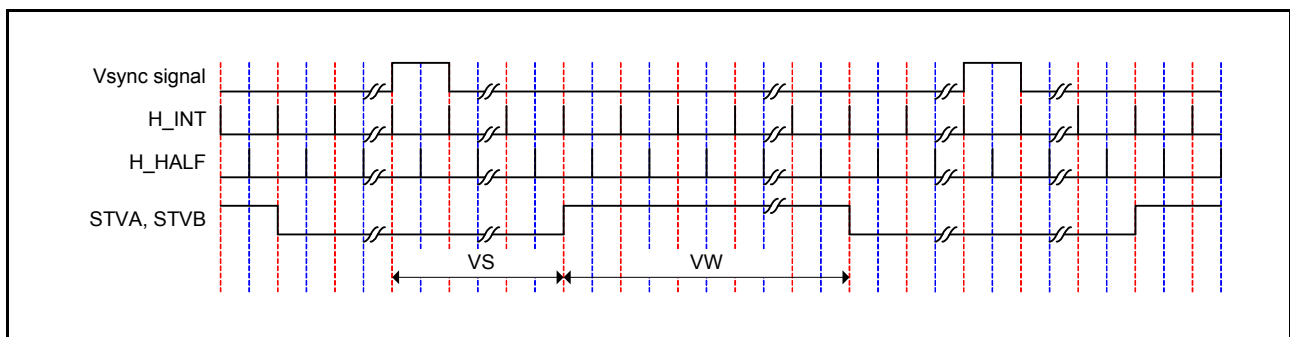 Vsync signal
H_INT
H_HALF
STVA, STVB
VS
VW